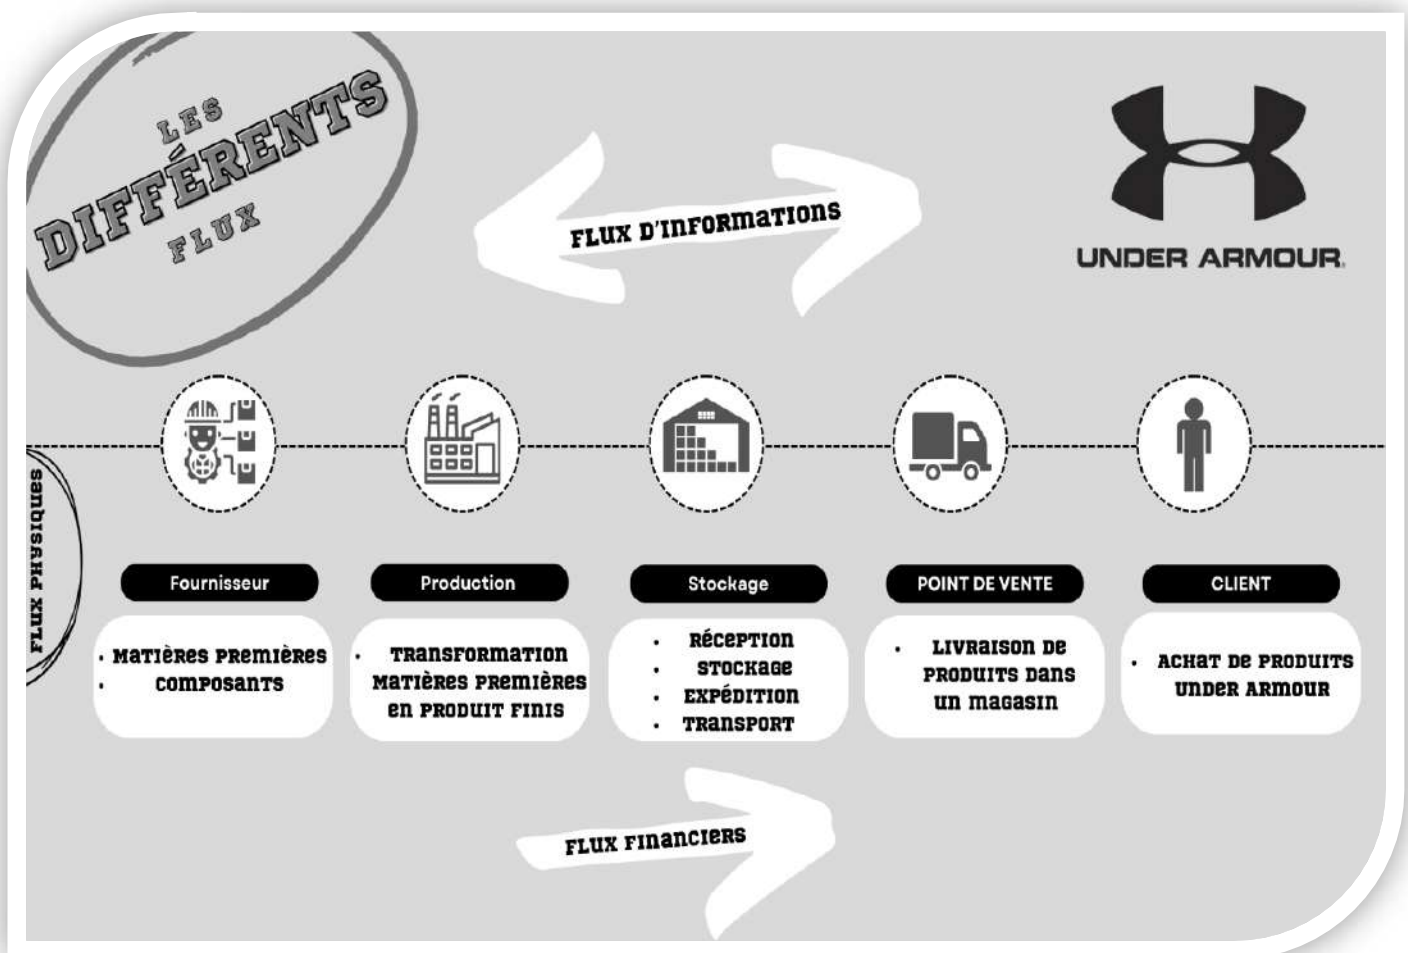 LES
DIFFÉRENTS
FLUX
FLUX D'INFORMATIONS
UNDER ARMOUR
FLUX PHYSIQUES
Fournisseur
• MATIÈRES PREMIÈRES
• COMPOSANTS
Production
• TRANSFORMATION
MATIÈRES PREMIÈRES
EN PRODUIT FINIS
Stockage
• RÉCEPTION
• STOCKAGE
• EXPÉDITION
• TRANSPORT
POINT DE VENTE
• LIVRAISON DE
PRODUITS DANS
UN MAGASIN
CLIENT
• ACHAT DE PRODUITS
UNDER ARMOUR
FLUX FINANCIERS